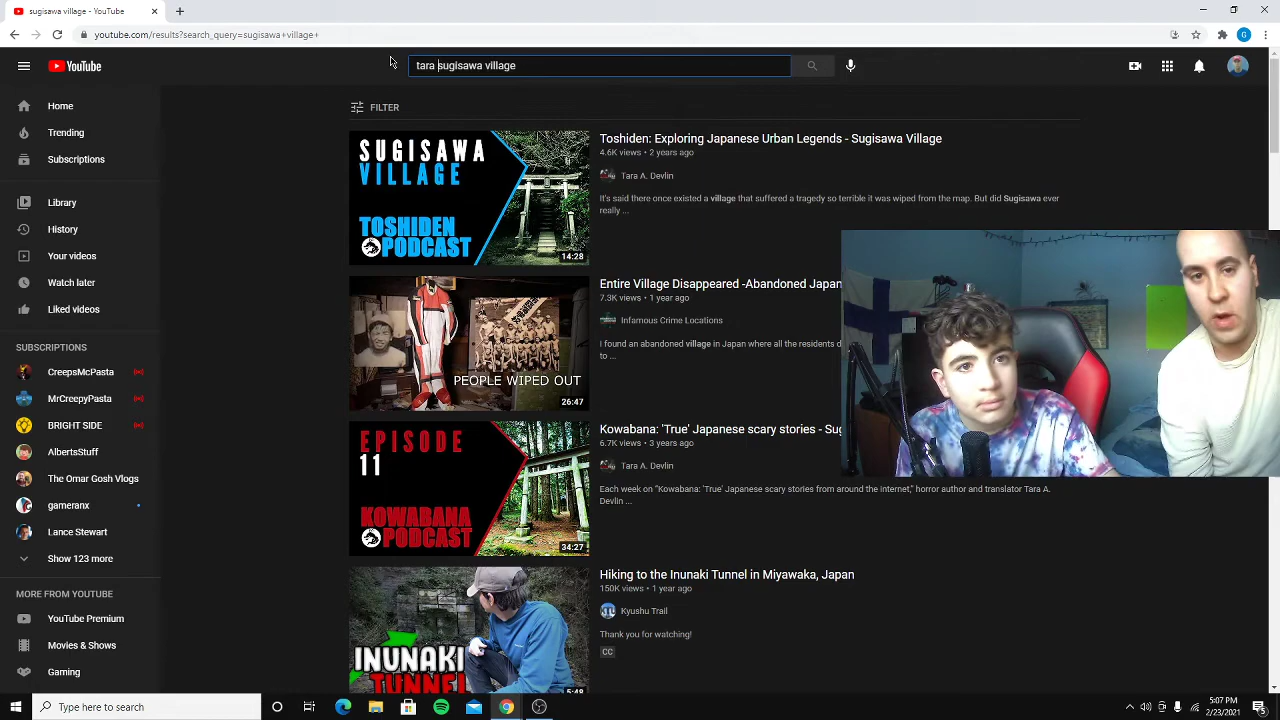 sugisawa village - YouTube
youtube.com/results?search_query=sugisawa+village+
G
YouTube
tara sugisawa village
Home
Trending
Subscriptions
Library
History
Your videos
Watch later
Liked videos
SUBSCRIPTIONS
CreepsMcPasta
MrCreepyPasta
BRIGHT SIDE
AlbertsStuff
The Omar Gosh Vlogs
gameranx
Lance Stewart
Show 123 more
MORE FROM YOUTUBE
YouTube Premium
Movies & Shows
Gaming
FILTER
SUGISAWA
VILLAGE
TOSHIDEN
PODCAST
14:28
Toshiden: Exploring Japanese Urban Legends - Sugisawa Village
4.6K views • 2 years ago
Tara A. Devlin
It's said there once existed a village that suffered a tragedy so terrible it was wiped from the map. But did Sugisawa ever
really ...
PEOPLE WIPED OUT
26:47
Entire Village Disappeared -Abandoned Japan
7.3K views • 1 year ago
Infamous Crime Locations
I found an abandoned village in Japan where all the residents d
to ...
EPISODE
11
KOWABANA
PODCAST
34:27
Kowabana: 'True' Japanese scary stories - Sug
6.7K views • 3 years ago
Tara A. Devlin
Each week on "Kowabana: 'True' Japanese scary stories from around the internet," horror author and translator Tara A.
Devlin ...
INUNAKI
TUNNEL
5:48
Hiking to the Inunaki Tunnel in Miyawaka, Japan
150K views • 1 year ago
Kyushu Trail
Thank you for watching!
CC
Type here to search
5:07 PM
2/23/2021